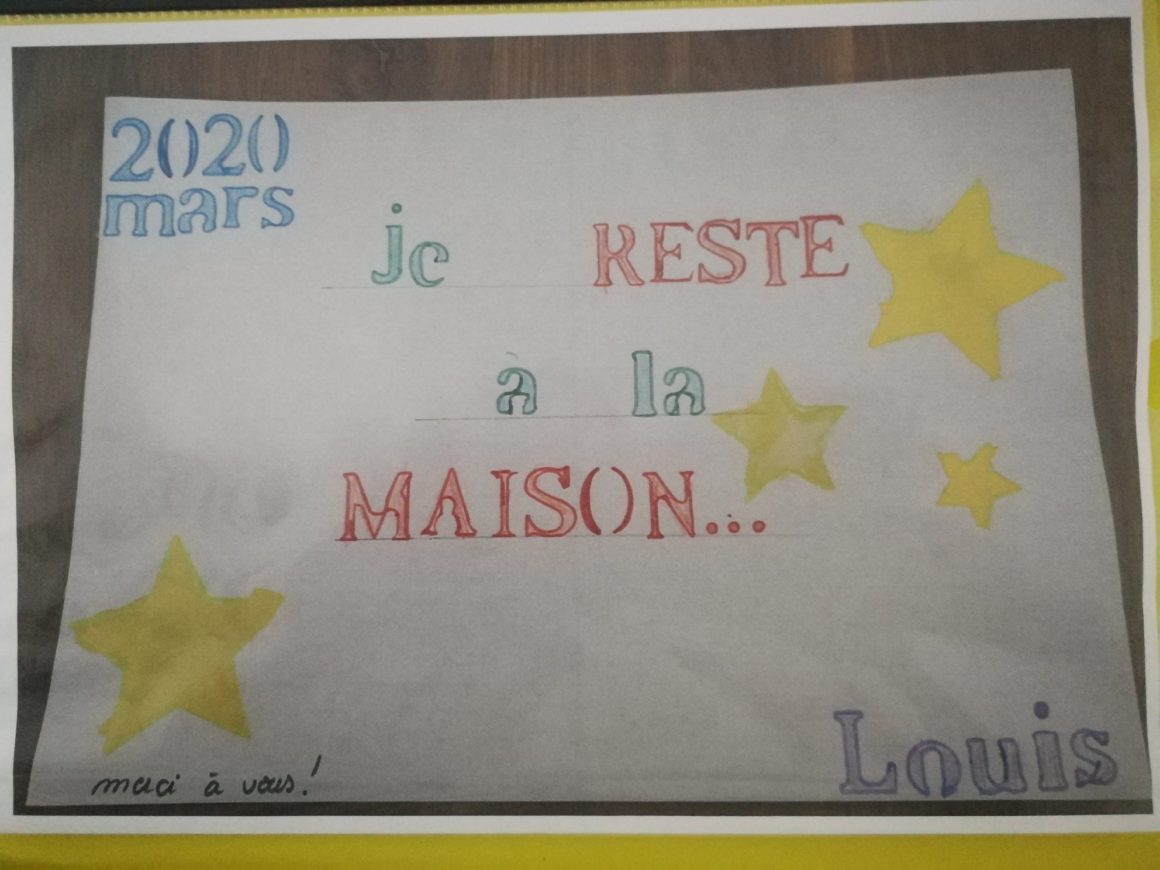 2020
mars
je RESTE
à la
MAISON...
merci à vous!
Louis